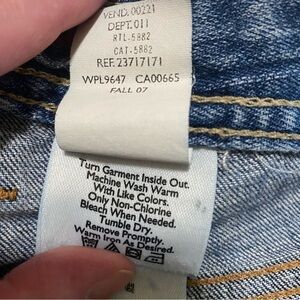 VEND. 00221
DEPT. 011
RTL-5882
CAT-5882
REF. 23717171
WPL9647 CA00665
FALL 07
Turn Garment Inside Out.
Machine Wash Warm
With Like Colors.
Only Non-Chlorine
Bleach When Needed.
Tumble Dry.
Remove Promptly.
Warm Iron As Desired.